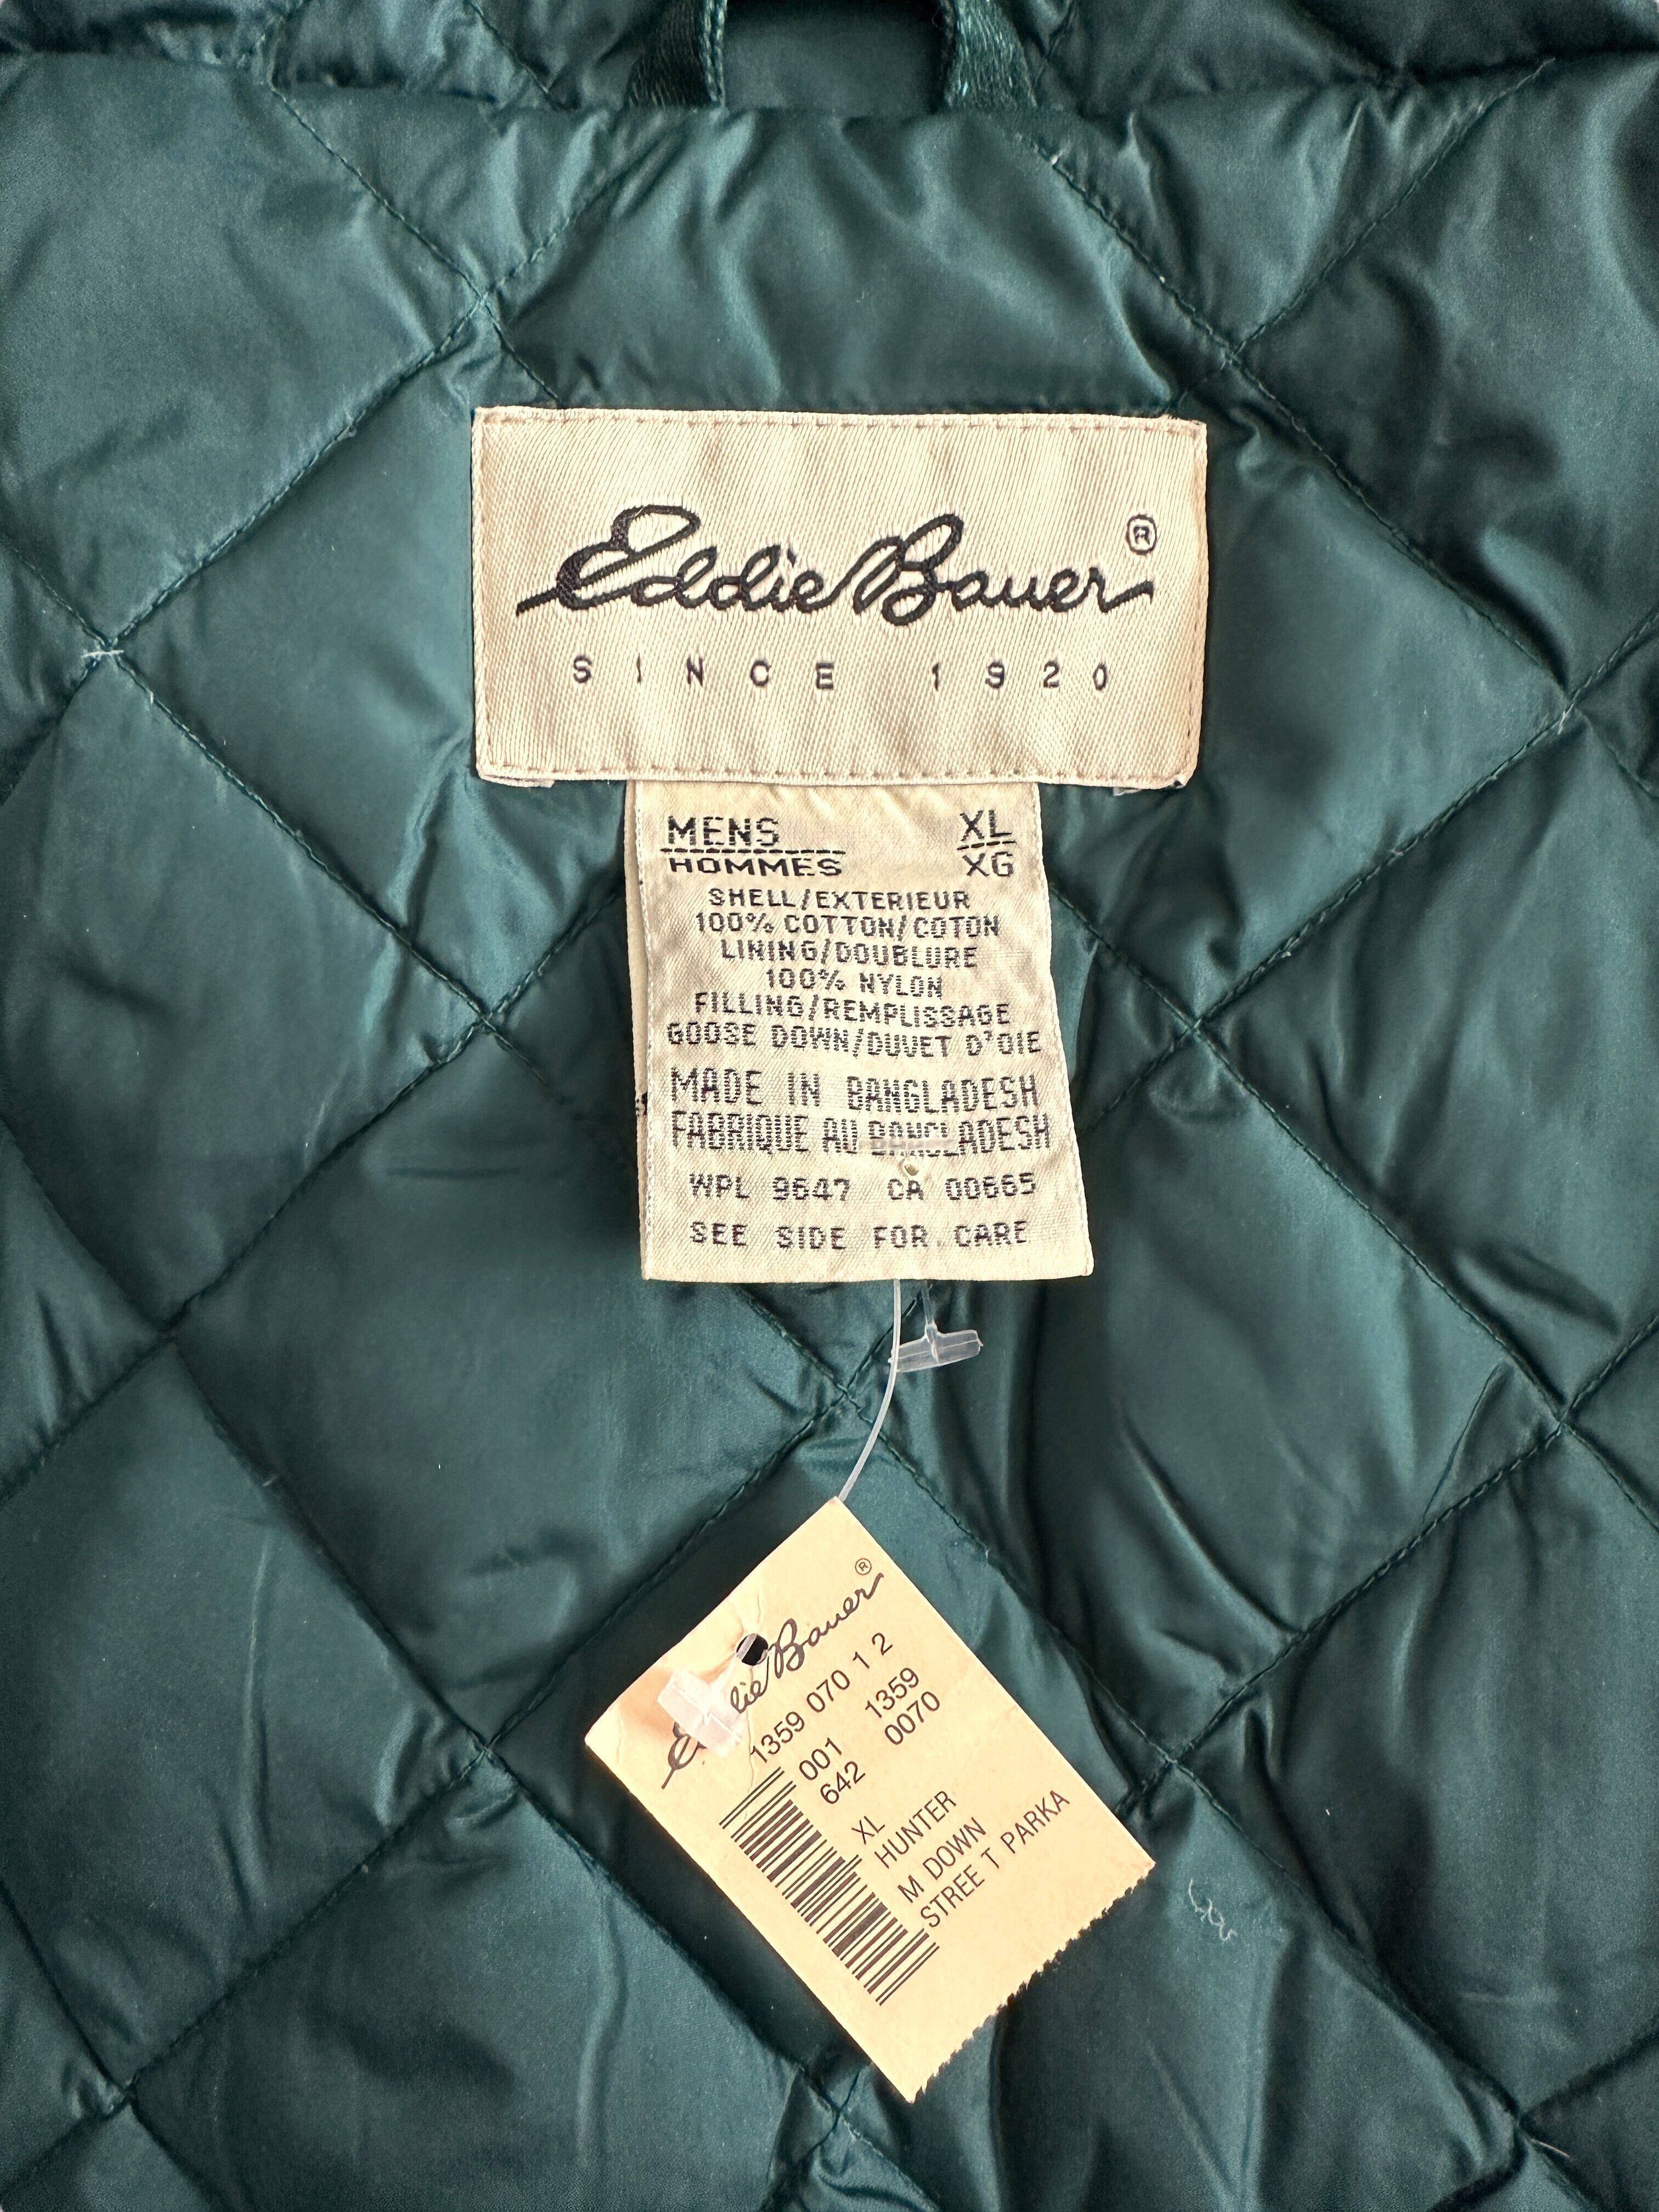 Eddie Bauer®
SINCE 1920
MENS XL
HOMMES XG
SHELL/EXTERIEUR
100% COTTON/COTON
LINING/DOUBLURE
100% NYLON
FILLING/REMPLISSAGE
GOOSE DOWN/DUVET D'OIE
MADE IN BANGLADESH
FABRIQUE AU BANGLADESH
WPL 9647 CA 00665
SEE SIDE FOR CARE
Eddie Bauer®
1359 070 1 2
001 1359
642 0070
XL
HUNTER
M DOWN
STREE T PARKA